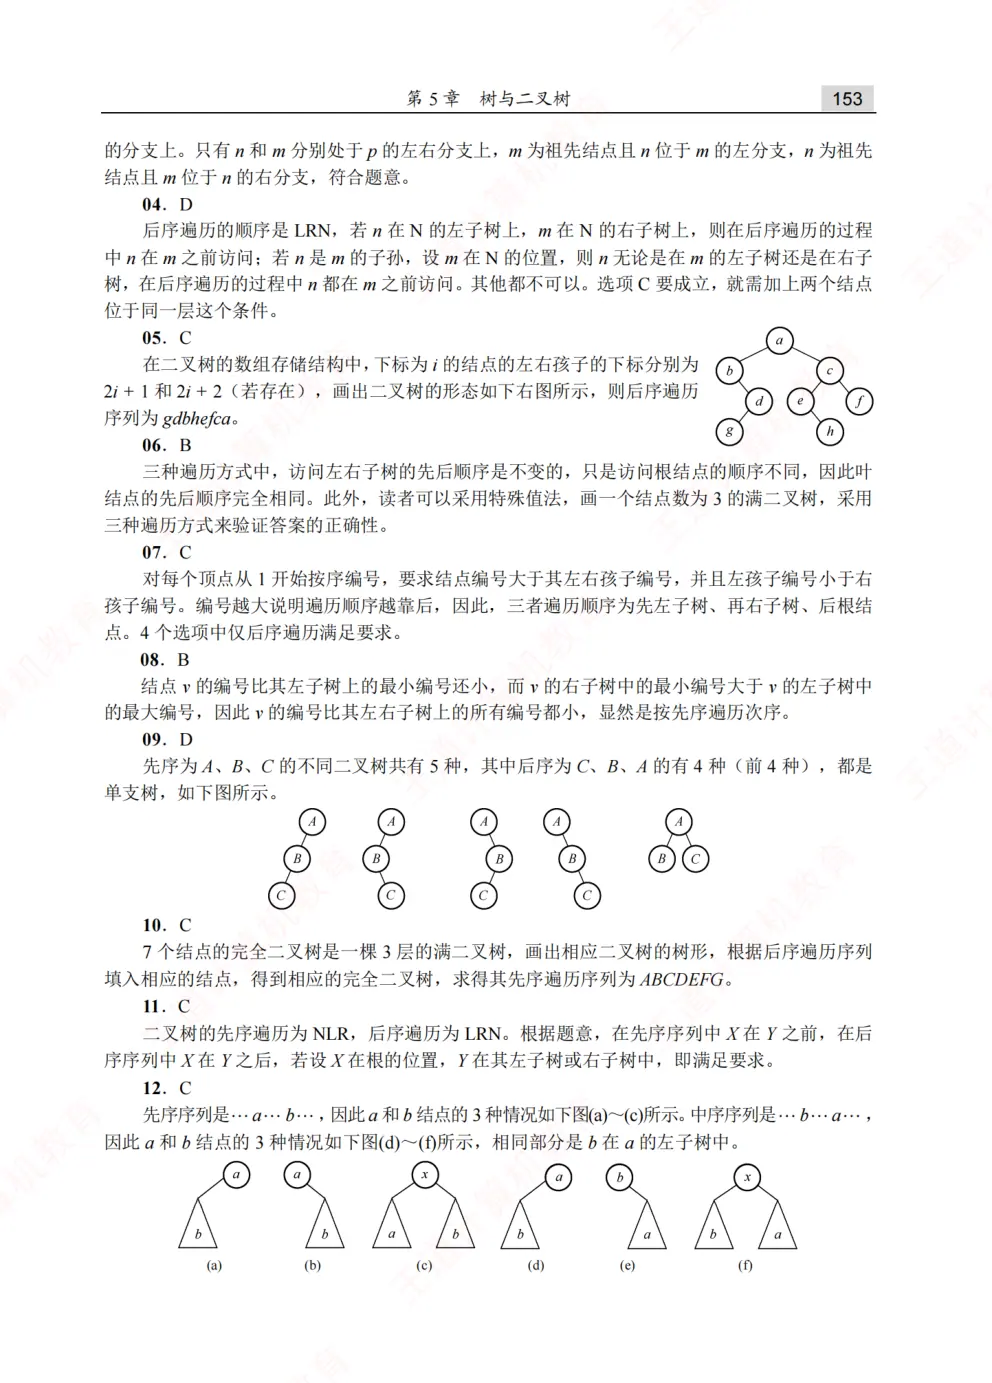 第 5 章 树与二叉树 153
的分支上。只有 n 和 m 分别处于 p 的左右分支上，m 为祖先结点且 n 位于 m 的左分支，n 为祖先
结点且 m 位于 n 的右分支，符合题意。
04．D
后序遍历的顺序是 LRN，若 n 在 N 的左子树上，m 在 N 的右子树上，则在后序遍历的过程
中 n 在 m 之前访问；若 n 是 m 的子孙，设 m 在 N 的位置，则 n 无论是在 m 的左子树还是在右子
树，在后序遍历的过程中 n 都在 m 之前访问。其他都不可以。选项 C 要成立，就需加上两个结点
位于同一层这个条件。
05．C
在二叉树的数组存储结构中，下标为 i 的结点的左右孩子的下标分别为
2i + 1 和 2i + 2（若存在），画出二叉树的形态如下右图所示，则后序遍历
序列为 gdbhefca。
a
b c
d e f
g h
06．B
三种遍历方式中，访问左右子树的先后顺序是不变的，只是访问根结点的顺序不同，因此叶
结点的先后顺序完全相同。此外，读者可以采用特殊值法，画一个结点数为 3 的满二叉树，采用
三种遍历方式来验证答案的正确性。
07．C
对每个顶点从 1 开始按序编号，要求结点编号大于其左右孩子编号，并且左孩子编号小于右
孩子编号。编号越大说明遍历顺序越靠后，因此，三者遍历顺序为先左子树、再右子树、后根结
点。4 个选项中仅后序遍历满足要求。
08．B
结点 v 的编号比其左子树上的最小编号还小，而 v 的右子树中的最小编号大于 v 的左子树中
的最大编号，因此 v 的编号比其左右子树上的所有编号都小，显然是按先序遍历次序。
09．D
先序为 A、B、C 的不同二叉树共有 5 种，其中后序为 C、B、A 的有 4 种（前 4 种），都是
单支树，如下图所示。
A A A A A
B B B B B C
C C C C
10．C
7 个结点的完全二叉树是一棵 3 层的满二叉树，画出相应二叉树的树形，根据后序遍历序列
填入相应的结点，得到相应的完全二叉树，求得其先序遍历序列为 ABCDEFG。
11．C
二叉树的先序遍历为 NLR，后序遍历为 LRN。根据题意，在先序序列中 X 在 Y 之前，在后
序序列中 X 在 Y 之后，若设 X 在根的位置，Y 在其左子树或右子树中，即满足要求。
12．C
先序序列是⋯ a⋯ b⋯ ，因此 a 和 b 结点的 3 种情况如下图(a)～(c)所示。中序序列是⋯ b⋯ a⋯ ，
因此 a 和 b 结点的 3 种情况如下图(d)～(f)所示，相同部分是 b 在 a 的左子树中。
a a x a b x
b b a b b a b a
(a) (b) (c) (d) (e) (f)